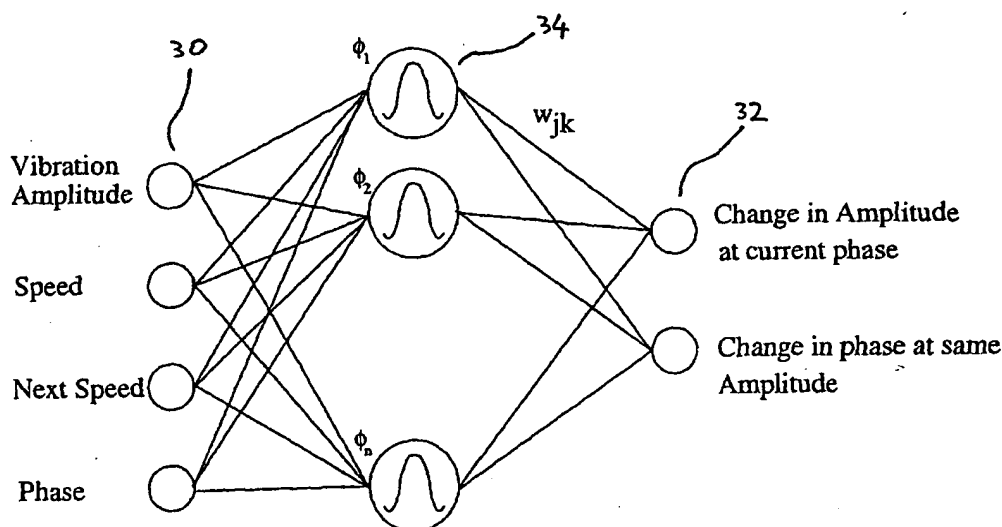 30
34
32
ϕ1
ϕ2
ϕn
wjk
Vibration
Amplitude
Speed
Next Speed
Phase
Change in Amplitude
at current phase
Change in phase at same
Amplitude